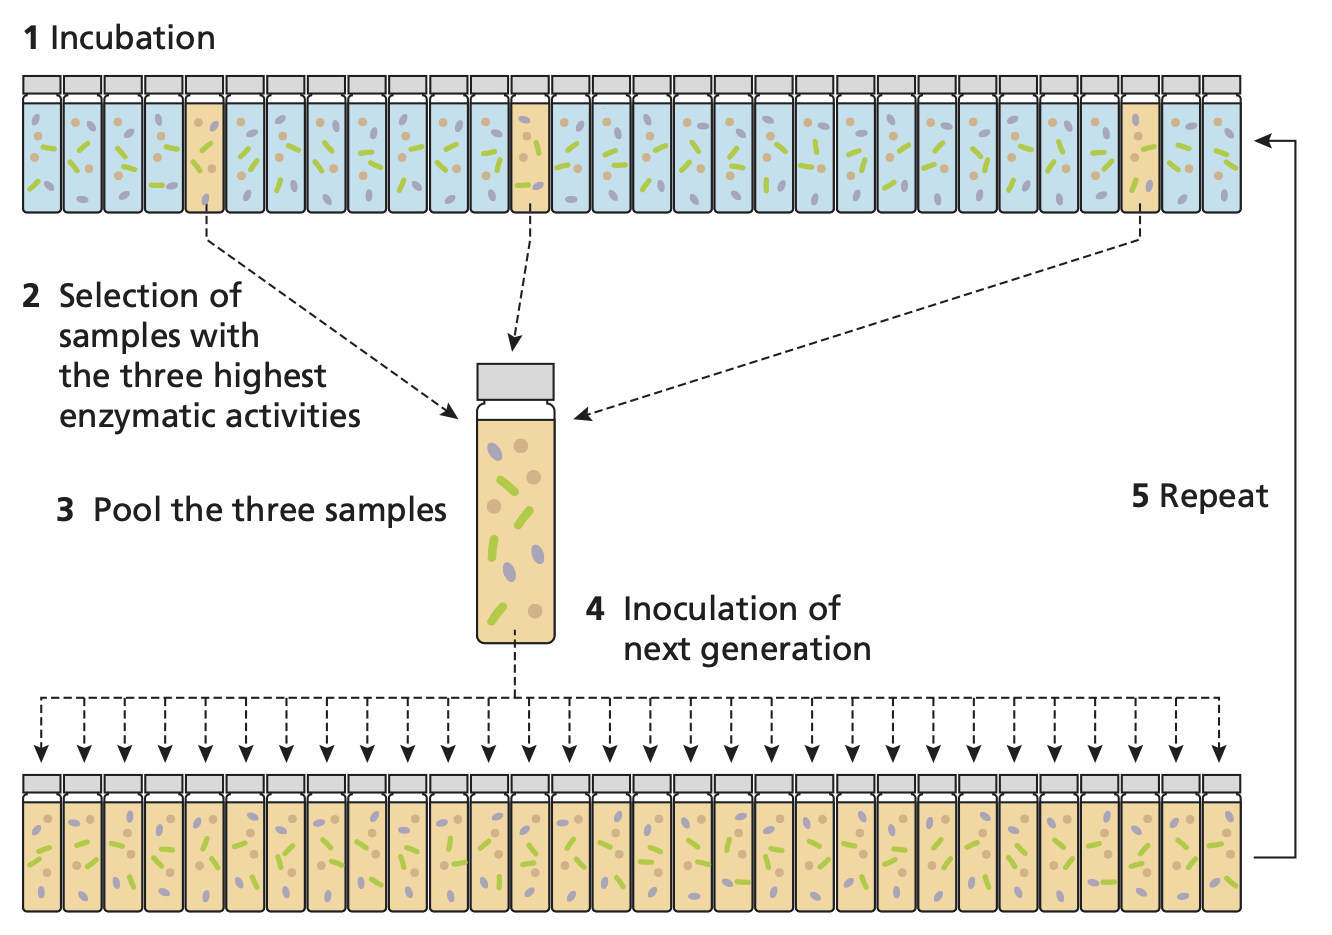 1 Incubation
2 Selection of
samples with
the three highest
enzymatic activities
3 Pool the three samples
5 Repeat
4 Inoculation of
next generation